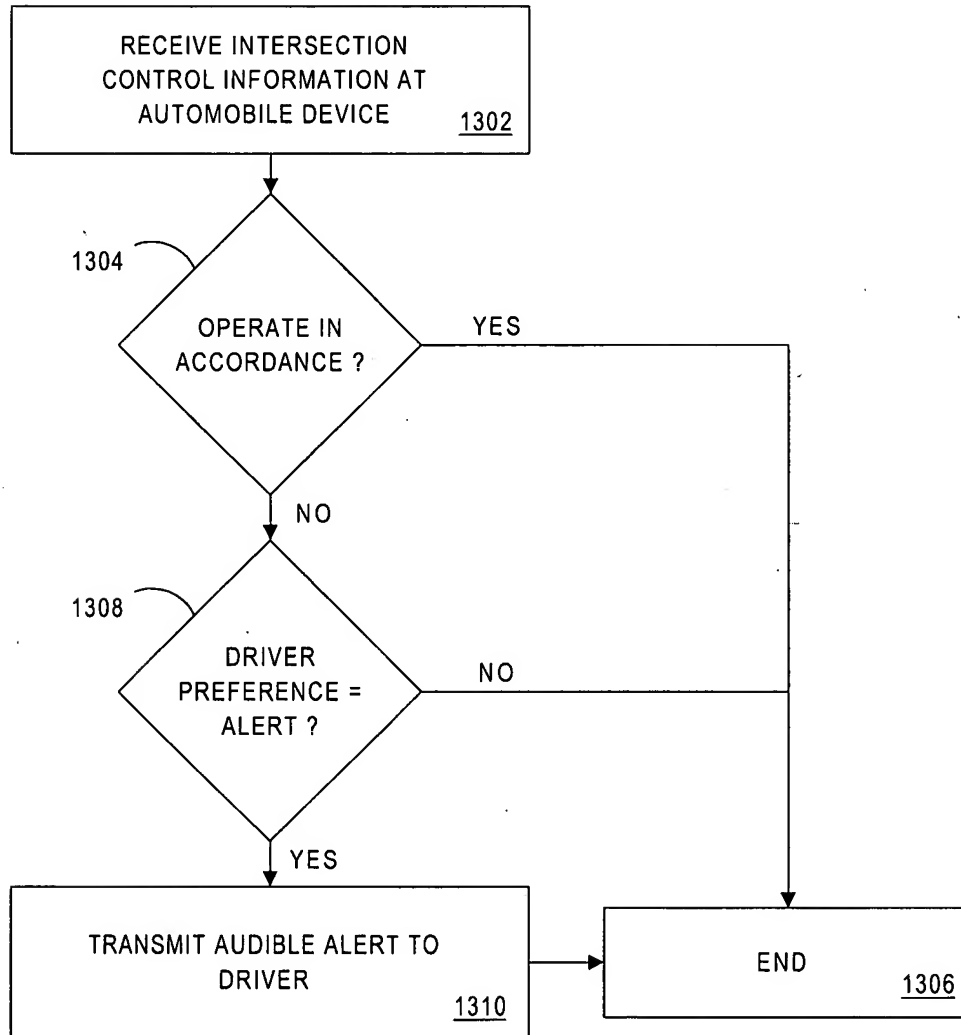 RECEIVE INTERSECTION
CONTROL INFORMATION AT
AUTOMOBILE DEVICE
1302
1304
OPERATE IN
ACCORDANCE ?
YES
NO
1308
DRIVER
PREFERENCE =
ALERT ?
NO
YES
TRANSMIT AUDIBLE ALERT TO
DRIVER
1310
END
1306